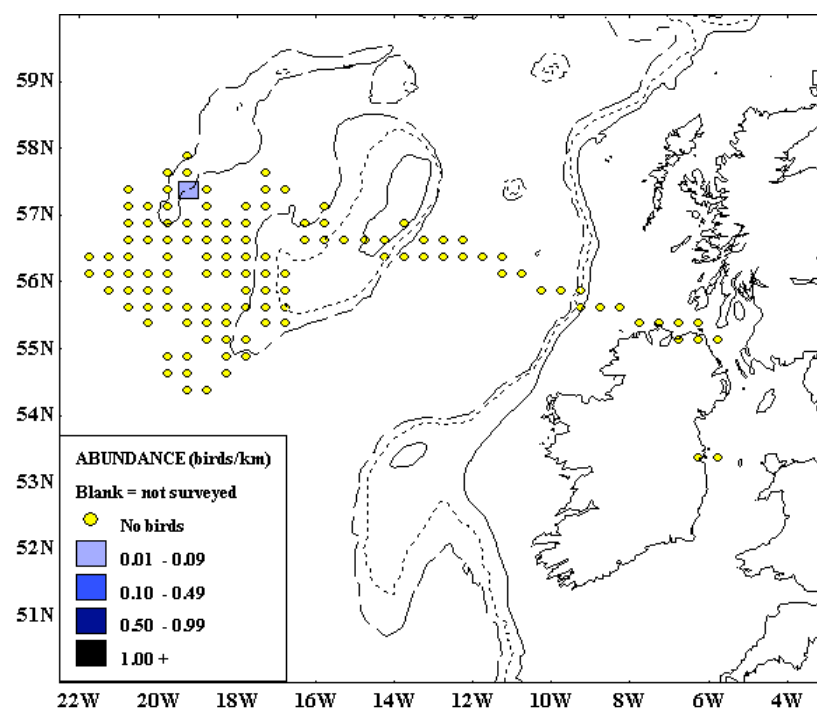 59N
58N
57N
56N
55N
54N
53N
52N
51N
ABUNDANCE (birds/km)
Blank = not surveyed
No birds
0.01 - 0.09
0.10 - 0.49
0.50 - 0.99
1.00 +
22W 20W 18W 16W 14W 12W 10W 8W 6W 4W